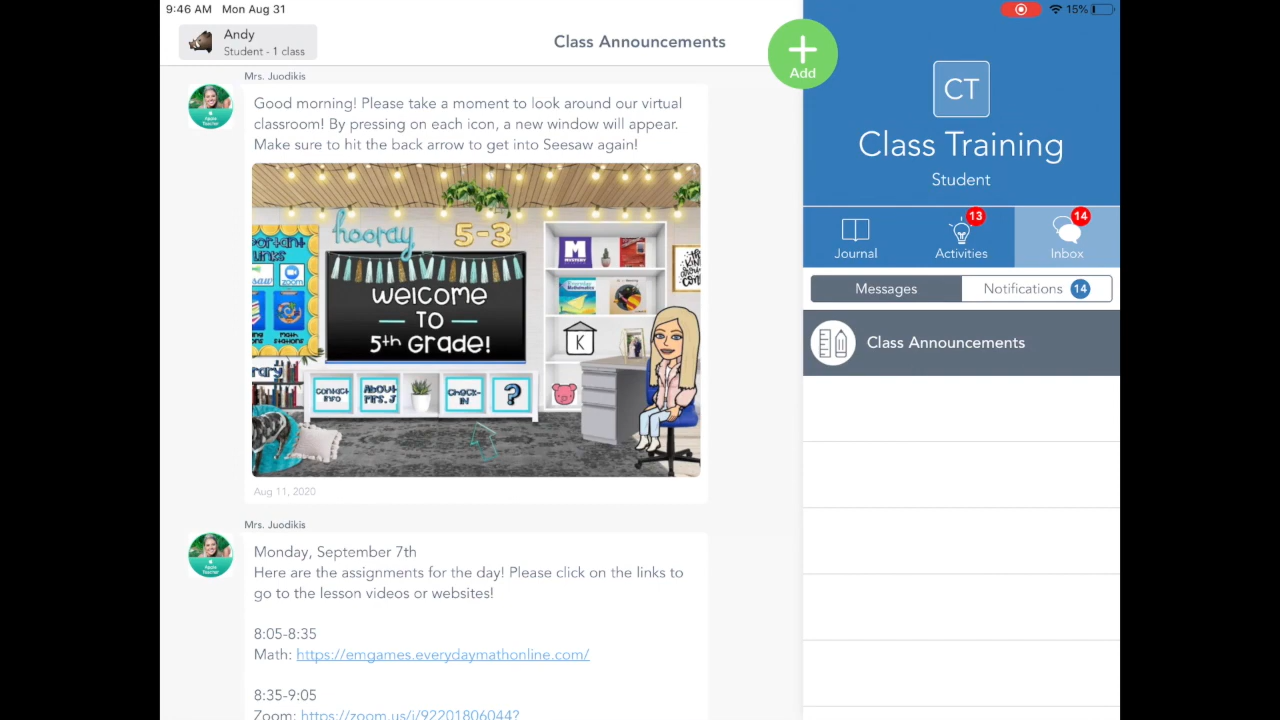 9:46 AM Mon Aug 31
15%
Andy
Student - 1 class
Class Announcements
Add
CT
Class Training
Student
Journal
13
Activities
14
Inbox
Messages
Notifications 14
Class Announcements
Mrs. Juodikis
Good morning! Please take a moment to look around our virtual
classroom! By pressing on each icon, a new window will appear.
Make sure to hit the back arrow to get into Seesaw again!
hooray 5-3
zoom
M
MYSTERY
WELCOME
TO
5th GRADE!
K
Math
Stations
CONTACT
INFO
ABOUT
MRS. J
CHECK-
IN
?
Aug 11, 2020
Mrs. Juodikis
Monday, September 7th
Here are the assignments for the day! Please click on the links to
go to the lesson videos or websites!
8:05-8:35
Math: https://emgames.everydaymathonline.com/
8:35-9:05
Zoom: https://zoom.us/j/92201806044?